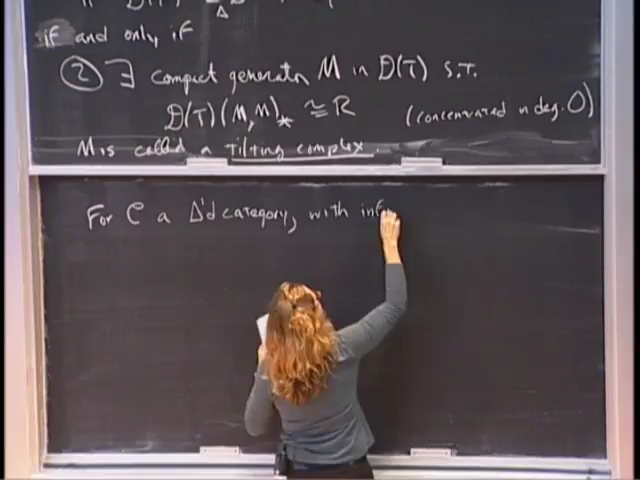 if and only if
② ∃ compact generator M in D(T) s.t.
D(T)(M,M)_* ≅ R (concentrated in deg. 0)
M is called a tilting complex.
For C a Δ'd category, with inf